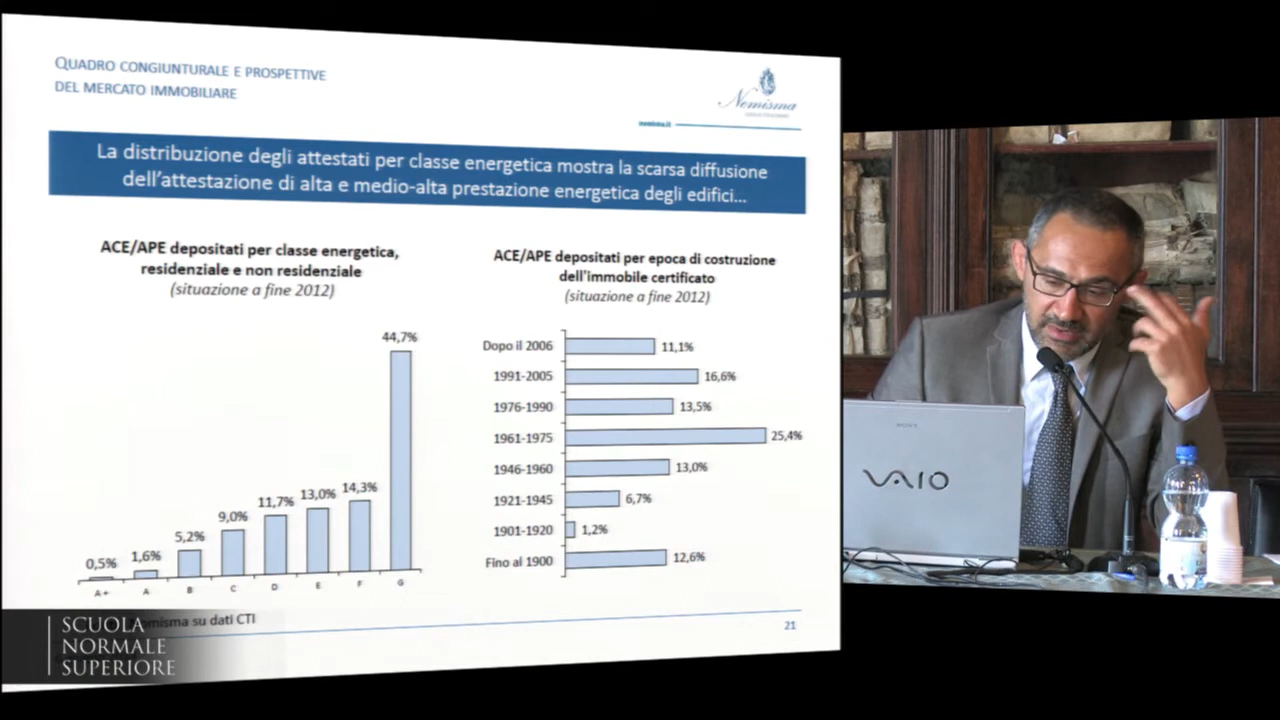 QUADRO CONGIUNTURALE E PROSPETTIVE
DEL MERCATO IMMOBILIARE
Nomisma
nomisma.it
La distribuzione degli attestati per classe energetica mostra la scarsa diffusione
dell'attestazione di alta e medio-alta prestazione energetica degli edifici...
ACE/APE depositati per classe energetica,
residenziale e non residenziale
(situazione a fine 2012)
44,7%
14,3%
13,0%
11,7%
9,0%
5,2%
1,6%
0,5%
A+ A B C D E F G
ACE/APE depositati per epoca di costruzione
dell'immobile certificato
(situazione a fine 2012)
Dopo il 2006 11,1%
1991-2005 16,6%
1976-1990 13,5%
1961-1975 25,4%
1946-1960 13,0%
1921-1945 6,7%
1901-1920 1,2%
Fino al 1900 12,6%
Nomisma su dati CTI
21
SCUOLA
NORMALE
SUPERIORE
SONY
VAIO